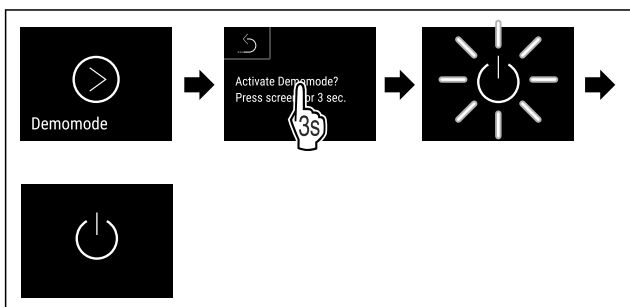 Demomode
Activate Demomode?
Press screen for 3 sec.
3s